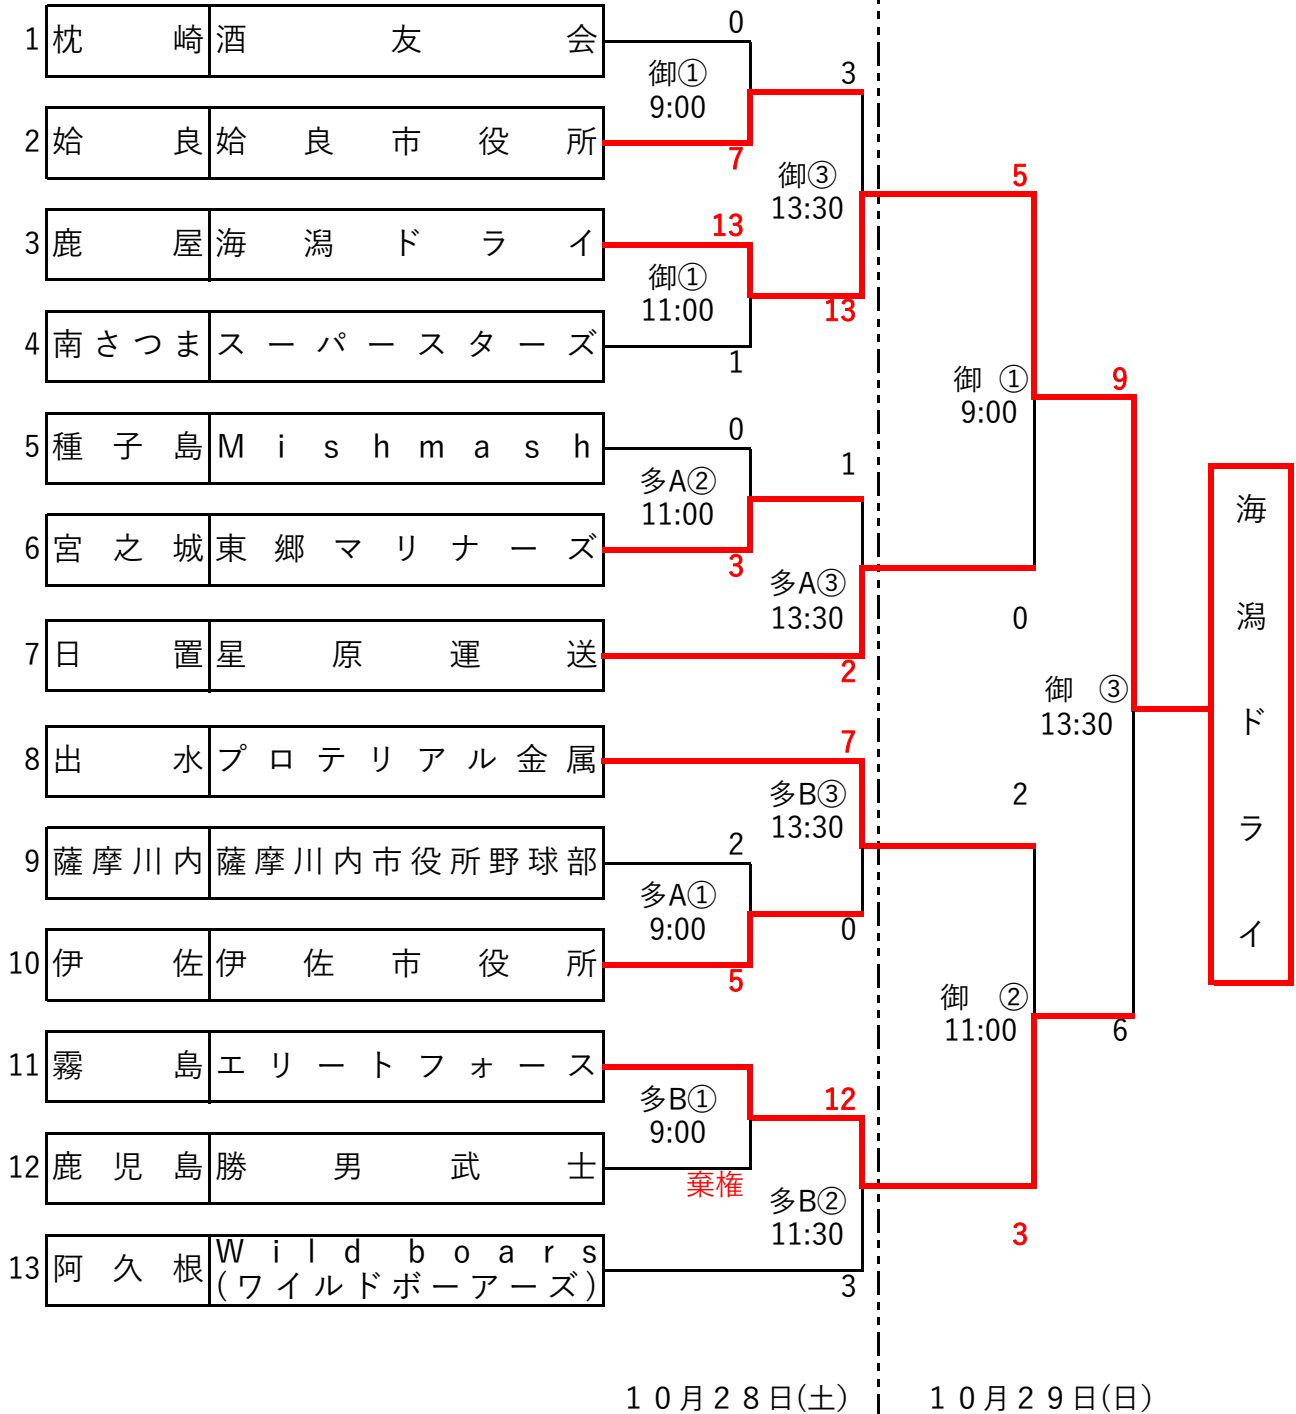 1 枕崎 酒友会
0
御①
9:00
3
2 姶良 姶良市役所
7
御③
13:30
5
3 鹿屋 海潟ドライ
13
御①
11:00
13
4 南さつま スーパースターズ
1
御 ①
9:00
9
5 種子島 Mishmash
0
多A②
11:00
1
6 宮之城 東郷マリナーズ
3
多A③
13:30
0
7 日置 星原運送
2
御 ③
13:30
海潟ドライ
8 出水 プロテリアル金属
7
多B③
13:30
2
9 薩摩川内 薩摩川内市役所野球部
2
多A①
9:00
0
10 伊佐 伊佐市役所
5
御 ②
11:00
6
11 霧島 エリートフォース
多B①
9:00
12
12 鹿児島 勝男武士
棄権
多B②
11:30
3
13 阿久根 Wild boars
(ワイルドボーアーズ)
3
10月28日(土)
10月29日(日)